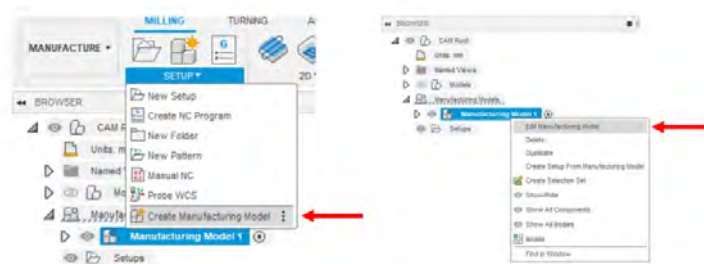 MILLING TURNING
MANUFACTURE
SETUP
2D
New Setup
Create NC Program
New Folder
New Pattern
Manual NC
Probe WCS
Create Manufacturing Model
BROWSER
CAM R
Units: m
Named
Mo
Manufac
Manufacturing Model 1
Setups
BROWSER
CAM Root
Units: mm
Named Views
Models
Manufacturing Models
Manufacturing Model 1
Setups
Edit Manufacturing Model
Delete
Duplicate
Create Setup From Manufacturing Model
Create Selection Set
Show/Hide
Show All Components
Show All Bodies
Isolate
Find in Window